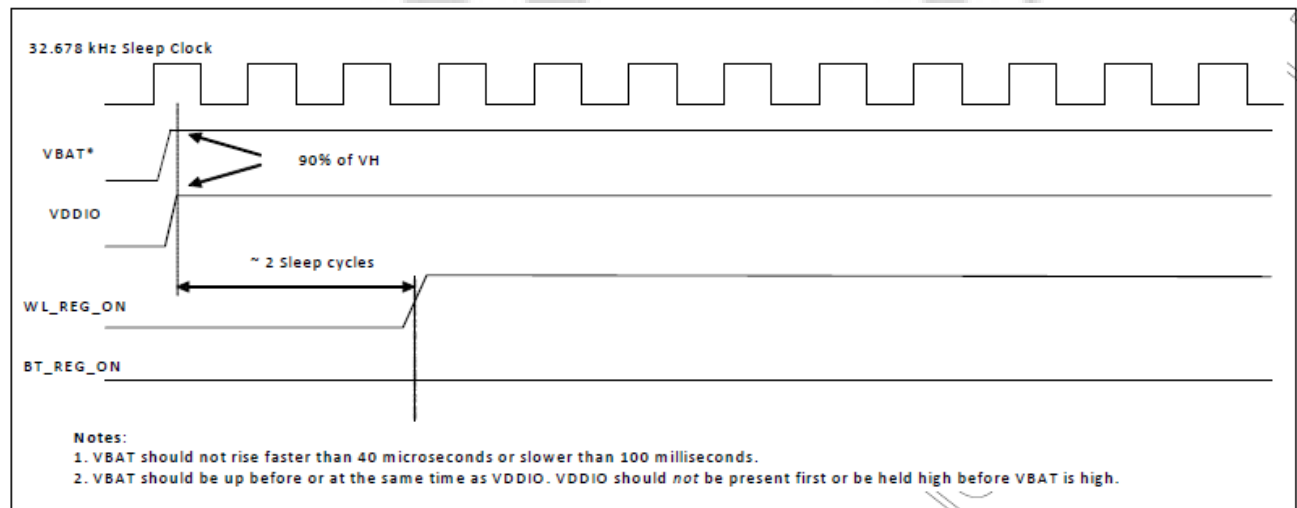 32.678 kHz Sleep Clock
VBAT*
90% of VH
VDDIO
~ 2 Sleep cycles
WL_REG_ON
BT_REG_ON
Notes:
1. VBAT should not rise faster than 40 microseconds or slower than 100 milliseconds.
2. VBAT should be up before or at the same time as VDDIO. VDDIO should not be present first or be held high before VBAT is high.